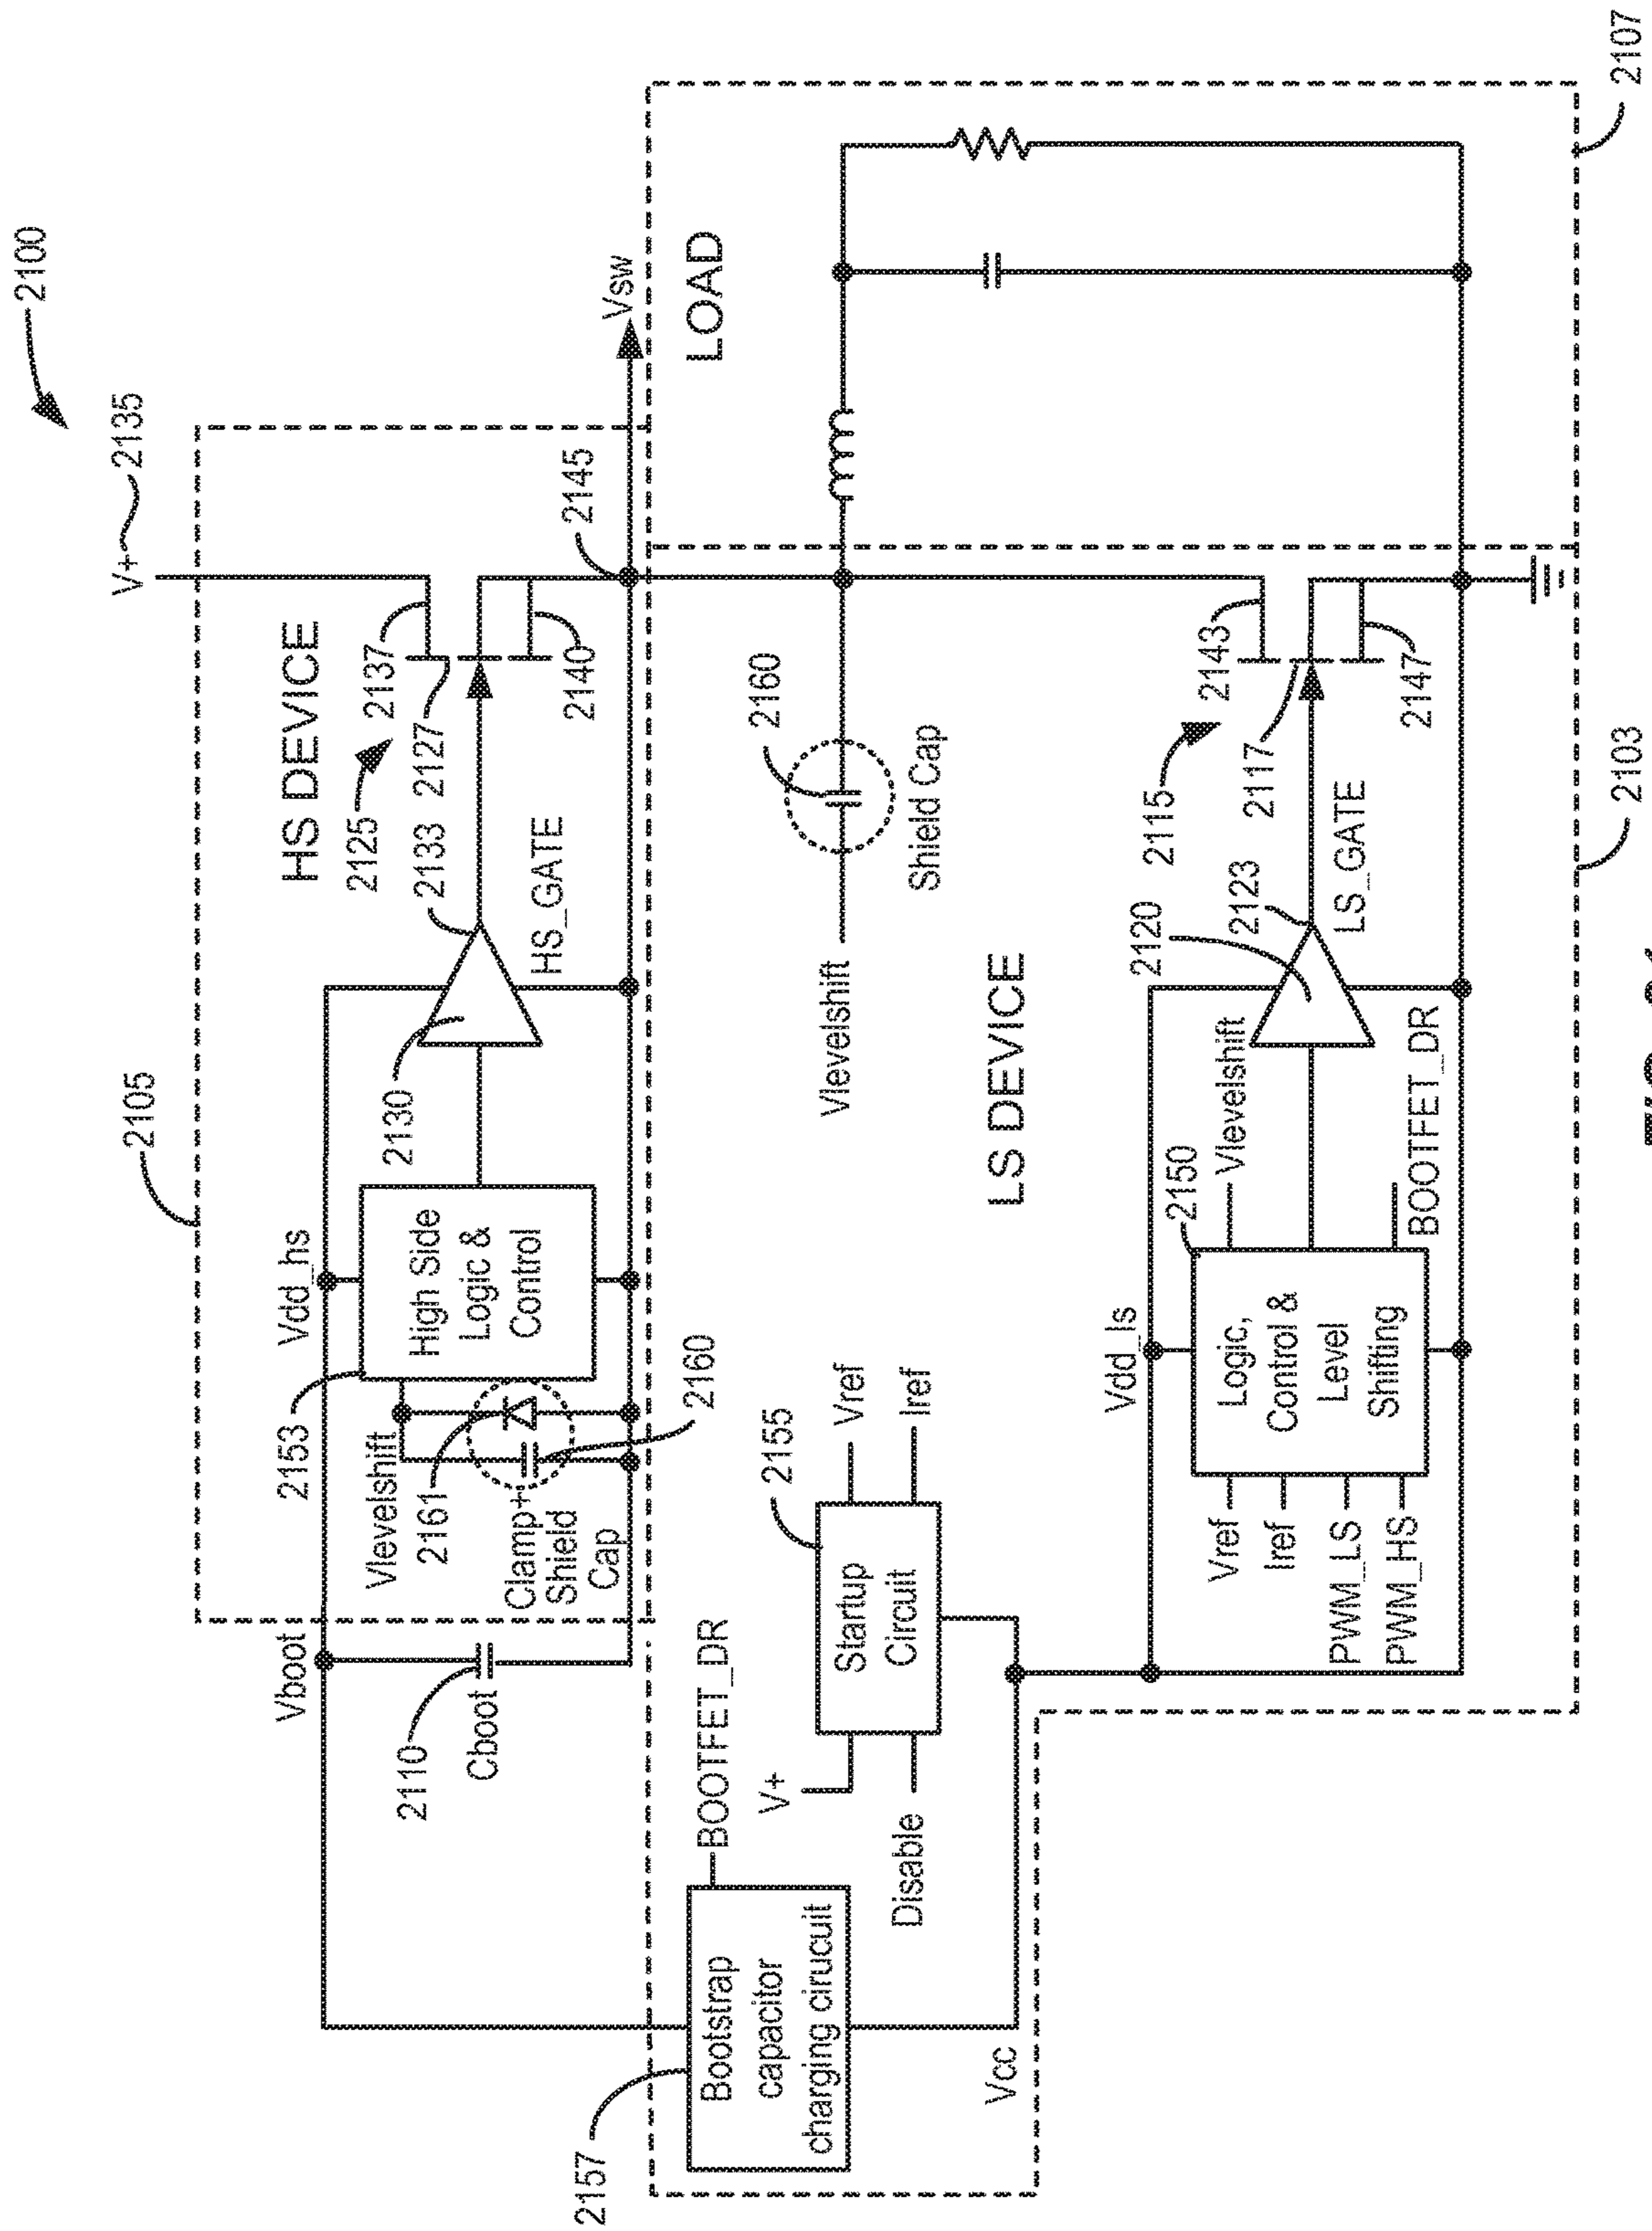 2100
V+
2135
2105
HS DEVICE
2125
2137
2127
2133
2130
HS_GATE
2140
2145
Vsw
Vdd_hs
2153
High Side
Logic &
Control
Vlevelshift
2161
Clamp+
Shield
Cap
2160
Vboot
2110
Cboot
2157
Bootstrap
capacitor
charging cirucuit
BOOTFET_DR
Vcc
V+
Disable
Startup
Circuit
2155
Vref
Iref
Vlevelshift
2160
Shield Cap
LOAD
2107
LS DEVICE
2115
2143
2117
2147
2120
2123
LS_GATE
Vdd_ls
2150
Logic,
Control &
Level
Shifting
Vref
Iref
PWM_LS
PWM_HS
Vlevelshift
BOOTFET_DR
2103